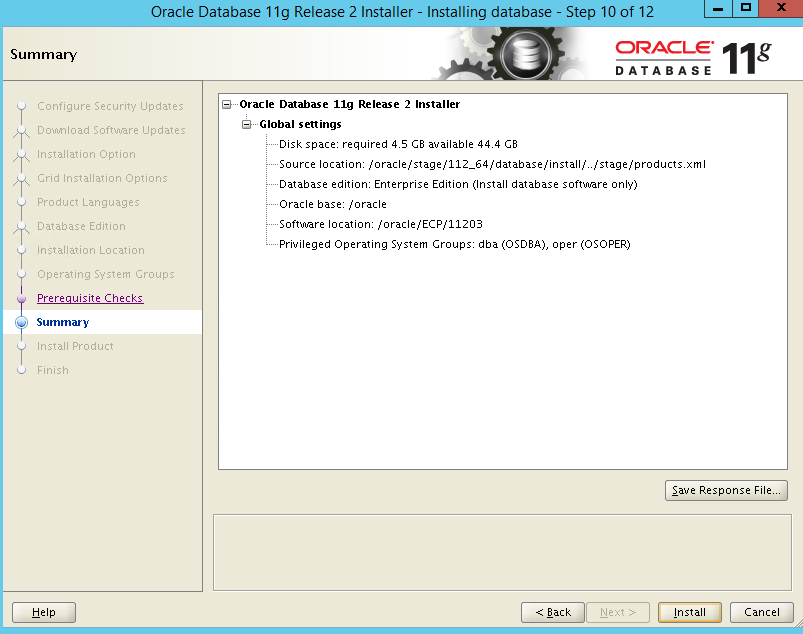 Oracle Database 11g Release 2 Installer - Installing database - Step 10 of 12
Summary
ORACLE
DATABASE
11g
Configure Security Updates
Download Software Updates
Installation Option
Grid Installation Options
Product Languages
Database Edition
Installation Location
Operating System Groups
Prerequisite Checks
Summary
Install Product
Finish
Oracle Database 11g Release 2 Installer
Global settings
Disk space: required 4.5 GB available 44.4 GB
Source location: /oracle/stage/112_64/database/install/../stage/products.xml
Database edition: Enterprise Edition (Install database software only)
Oracle base: /oracle
Software location: /oracle/ECP/11203
Privileged Operating System Groups: dba (OSDBA), oper (OSOPER)
Save Response File...
Help
< Back
Next >
Install
Cancel